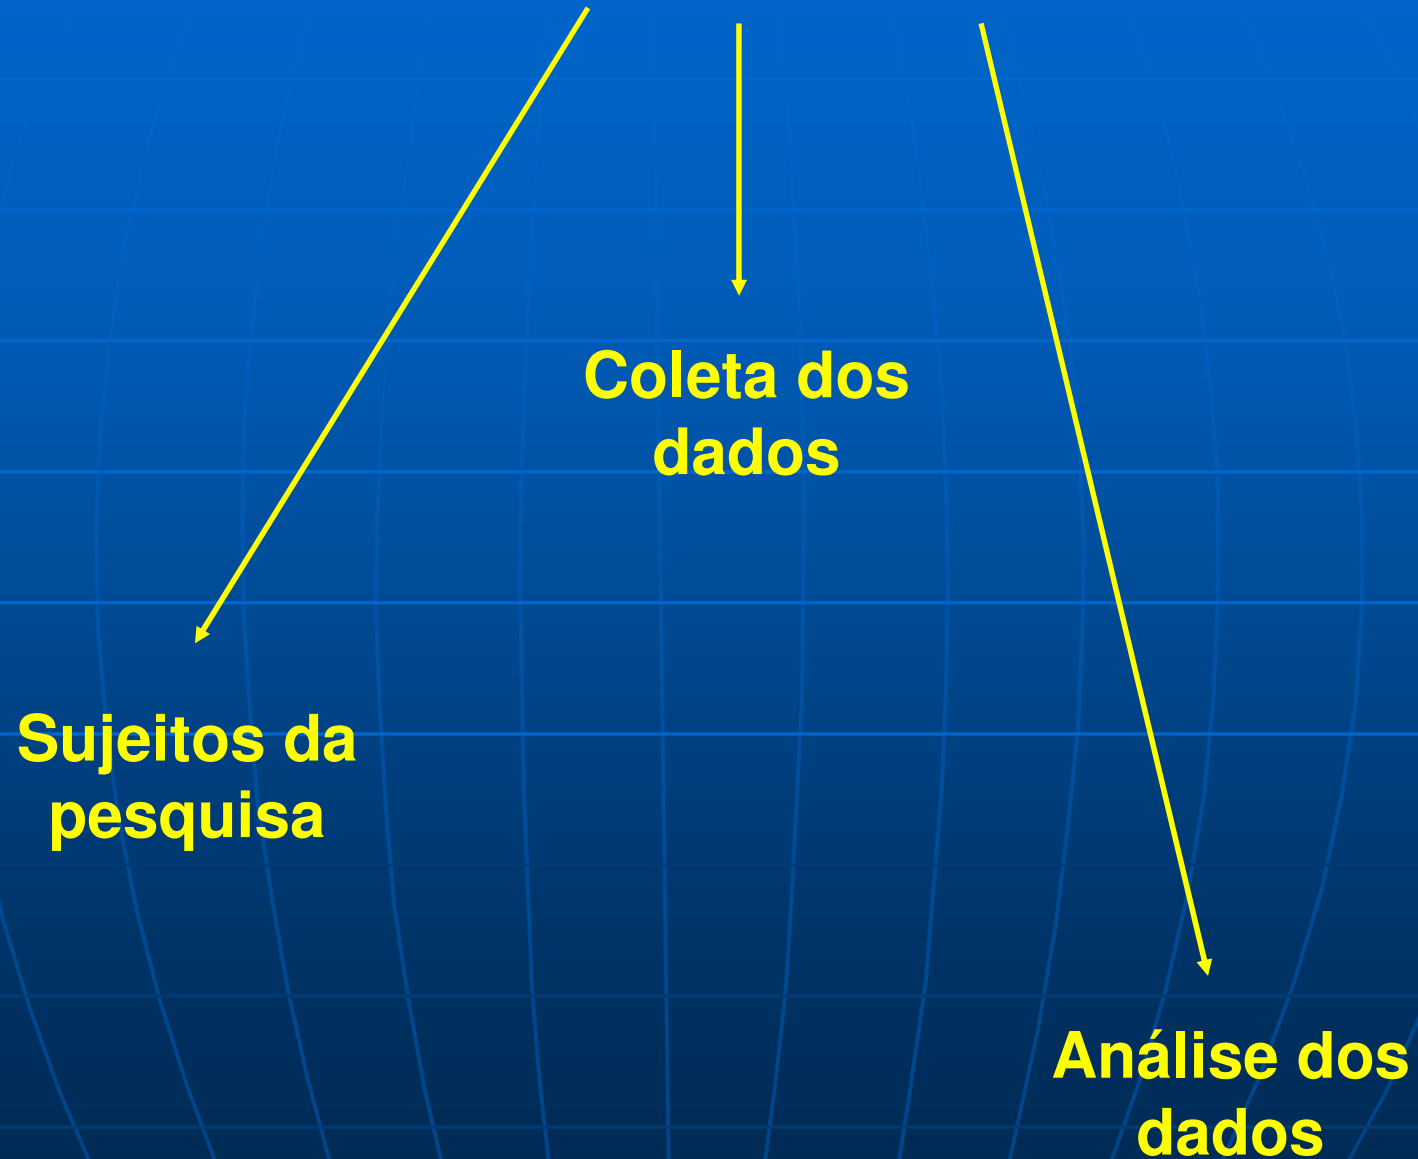 Coleta dos
dados
Sujeitos da
pesquisa
Análise dos
dados